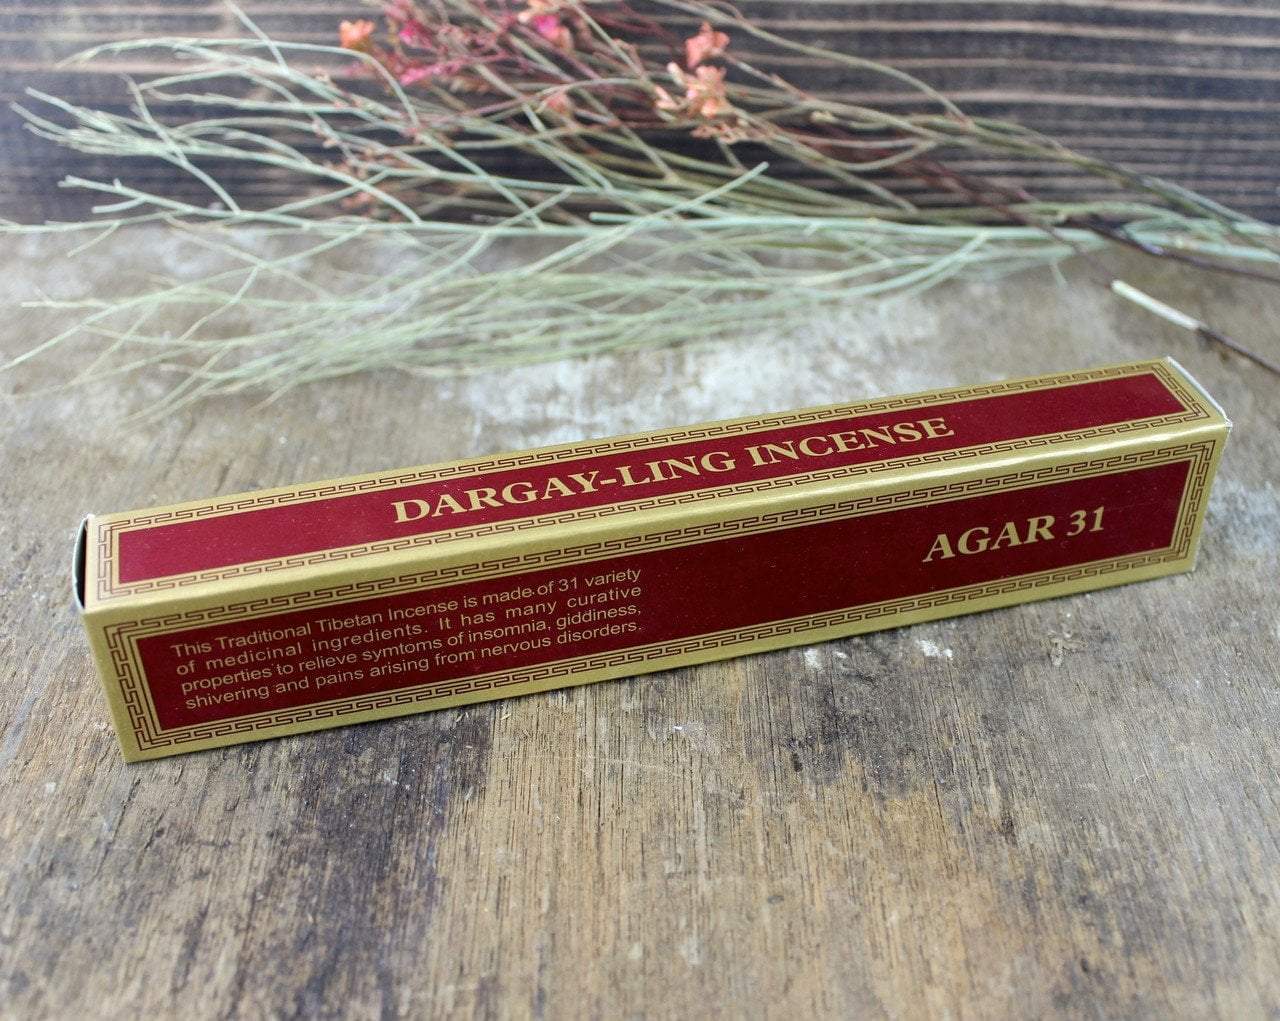 DARGAY-LING INCENSE
AGAR 31
This Traditional Tibetan Incense is made of 31 variety
of medicinal ingredients. It has many curative
properties to relieve symtoms of insomnia, giddiness,
shivering and pains arising from nervous disorders.